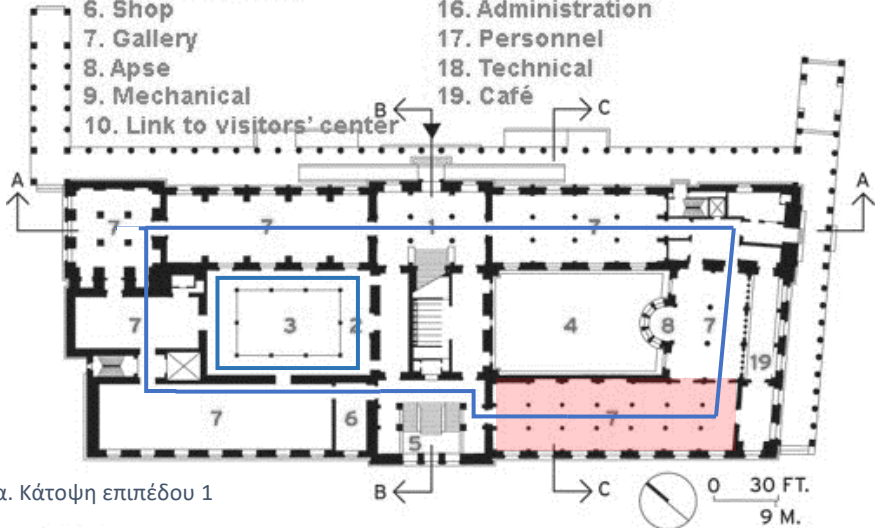 6. Shop
7. Gallery
8. Apse
9. Mechanical
10. Link to visitors' center
16. Administration
17. Personnel
18. Technical
19. Café
B C
A A
7 7 1 7
7 3 2 4 8 7
19
7 6 5 7
α. Κάτοψη επιπέδου 1
B C
0 30 FT.
9 M.